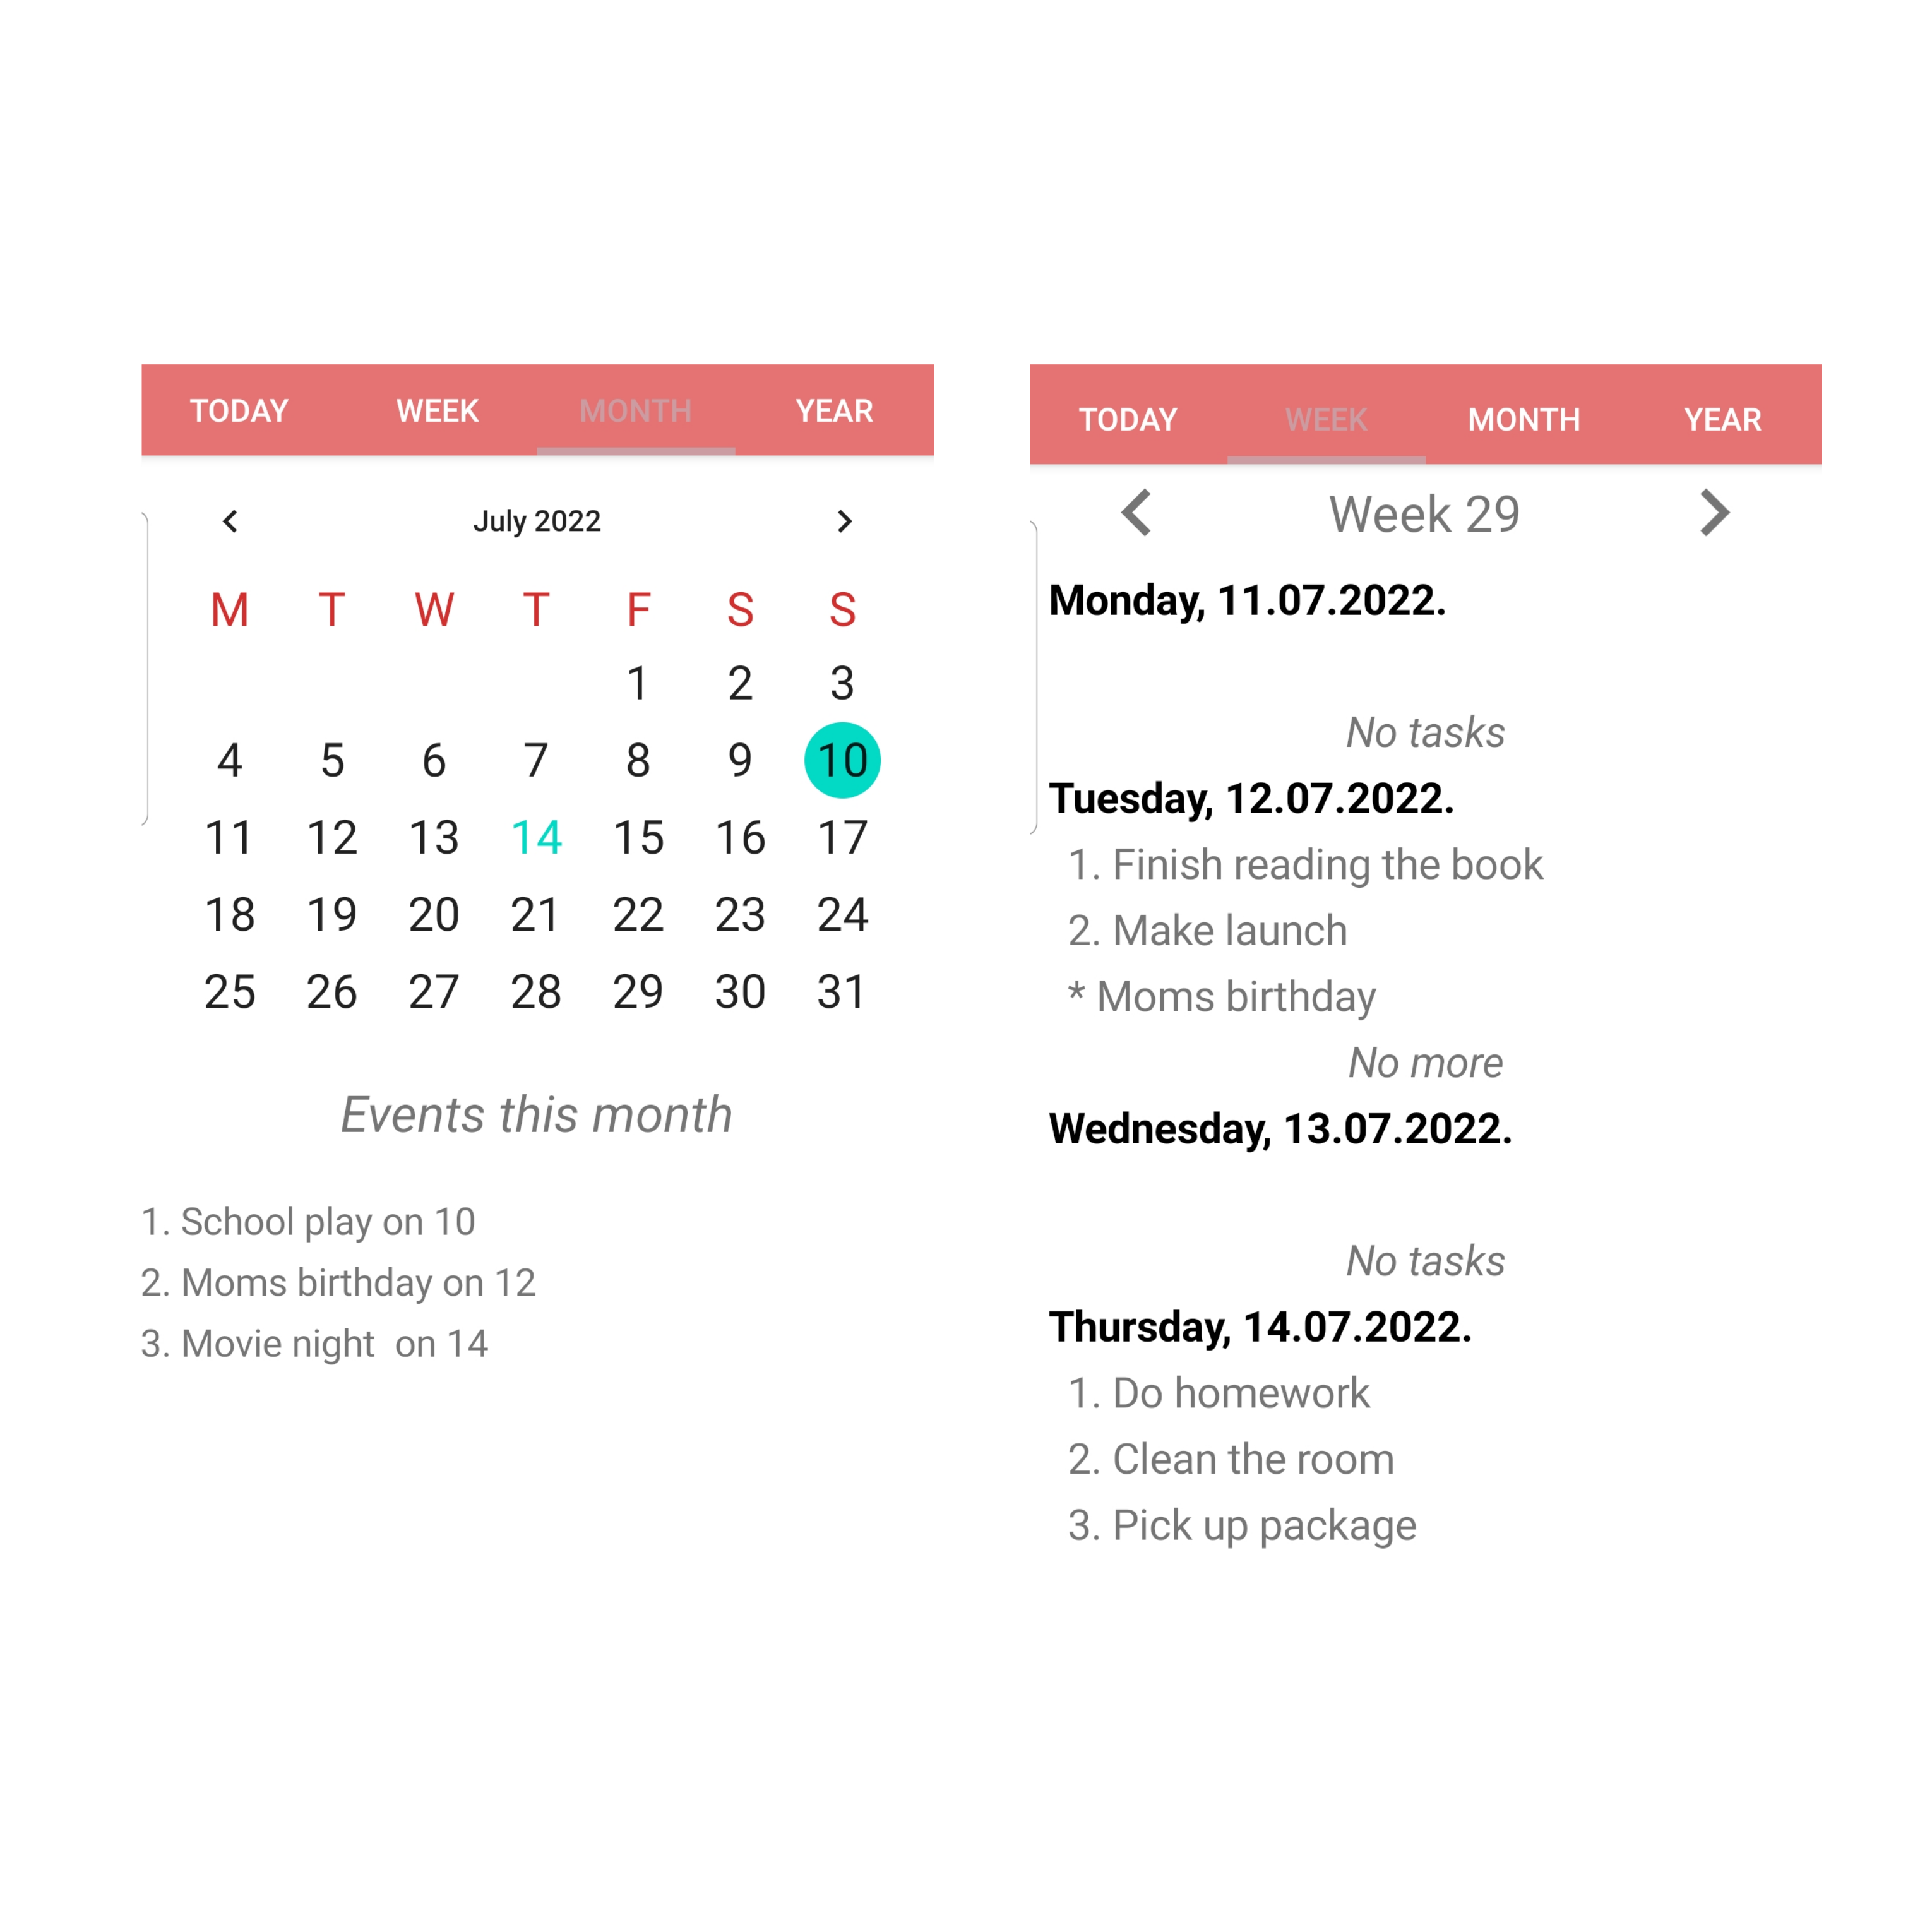 TODAY WEEK MONTH YEAR
July 2022
M T W T F S S
1 2 3
4 5 6 7 8 9 10
11 12 13 14 15 16 17
18 19 20 21 22 23 24
25 26 27 28 29 30 31
Events this month
1. School play on 10
2. Moms birthday on 12
3. Movie night  on 14
TODAY WEEK MONTH YEAR
Week 29
Monday, 11.07.2022.
No tasks
Tuesday, 12.07.2022.
1. Finish reading the book
2. Make launch
* Moms birthday
No more
Wednesday, 13.07.2022.
No tasks
Thursday, 14.07.2022.
1. Do homework
2. Clean the room
3. Pick up package